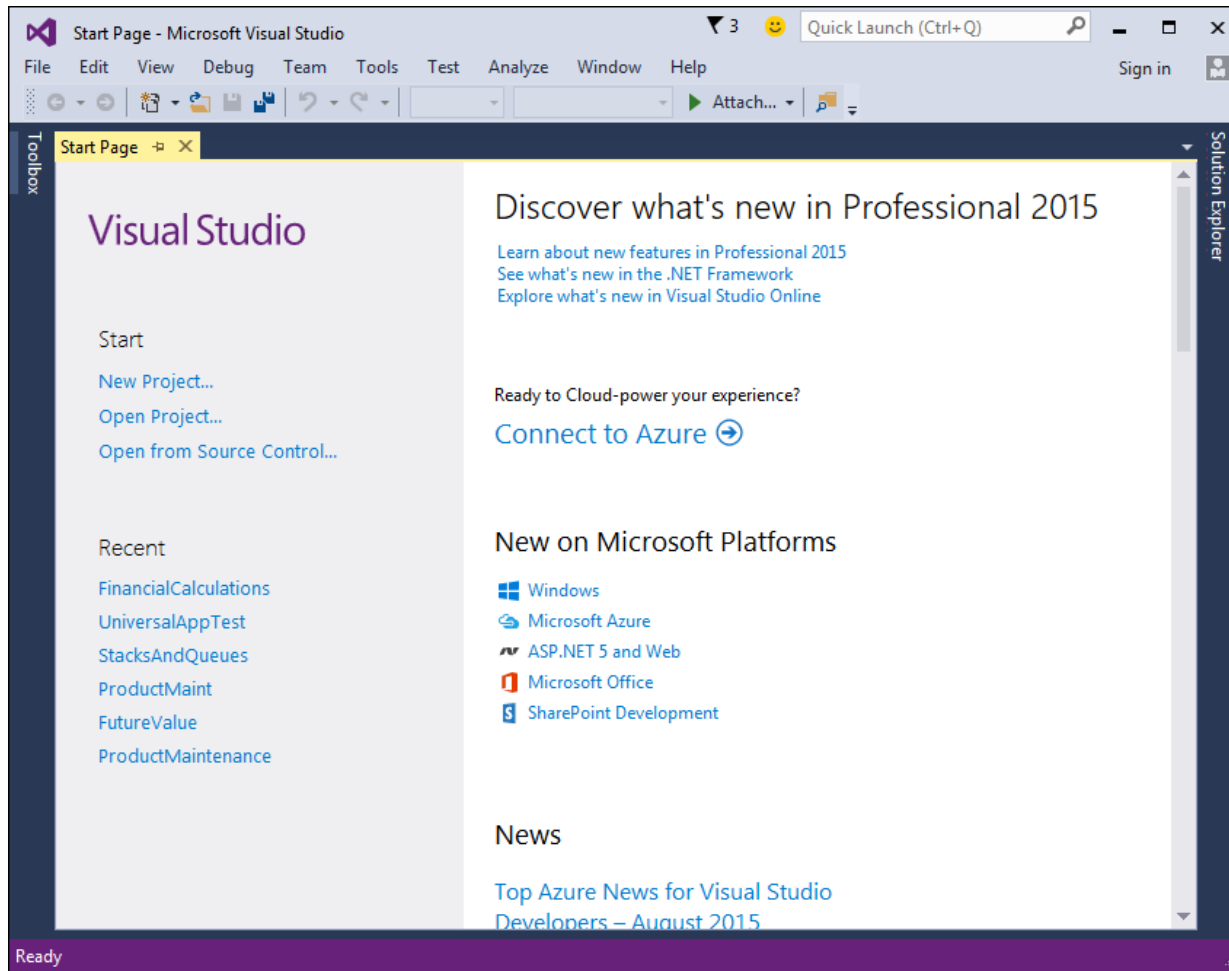 Start Page - Microsoft Visual Studio
3
Quick Launch (Ctrl+Q)
File Edit View Debug Team Tools Test Analyze Window Help
Sign in
Attach...
Toolbox
Start Page
Solution Explorer
Visual Studio
Start
New Project...
Open Project...
Open from Source Control...
Recent
FinancialCalculations
UniversalAppTest
StacksAndQueues
ProductMaint
FutureValue
ProductMaintenance
Discover what's new in Professional 2015
Learn about new features in Professional 2015
See what's new in the .NET Framework
Explore what's new in Visual Studio Online
Ready to Cloud-power your experience?
Connect to Azure
New on Microsoft Platforms
Windows
Microsoft Azure
ASP.NET 5 and Web
Microsoft Office
SharePoint Development
News
Top Azure News for Visual Studio
Developers – August 2015
Ready